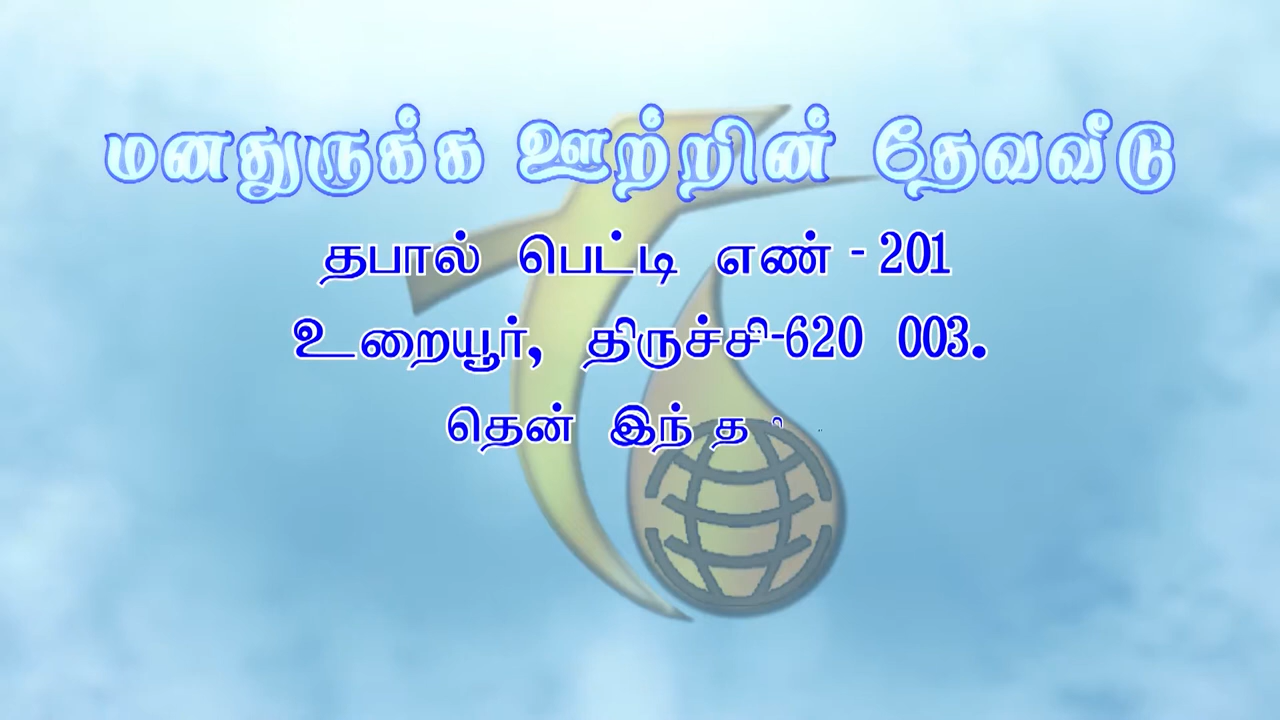 மனதுருக்க ஊற்றின் தேவவீடு
தபால் பெட்டி எண் - 201
உறையூர், திருச்சி-620 003.
தென்